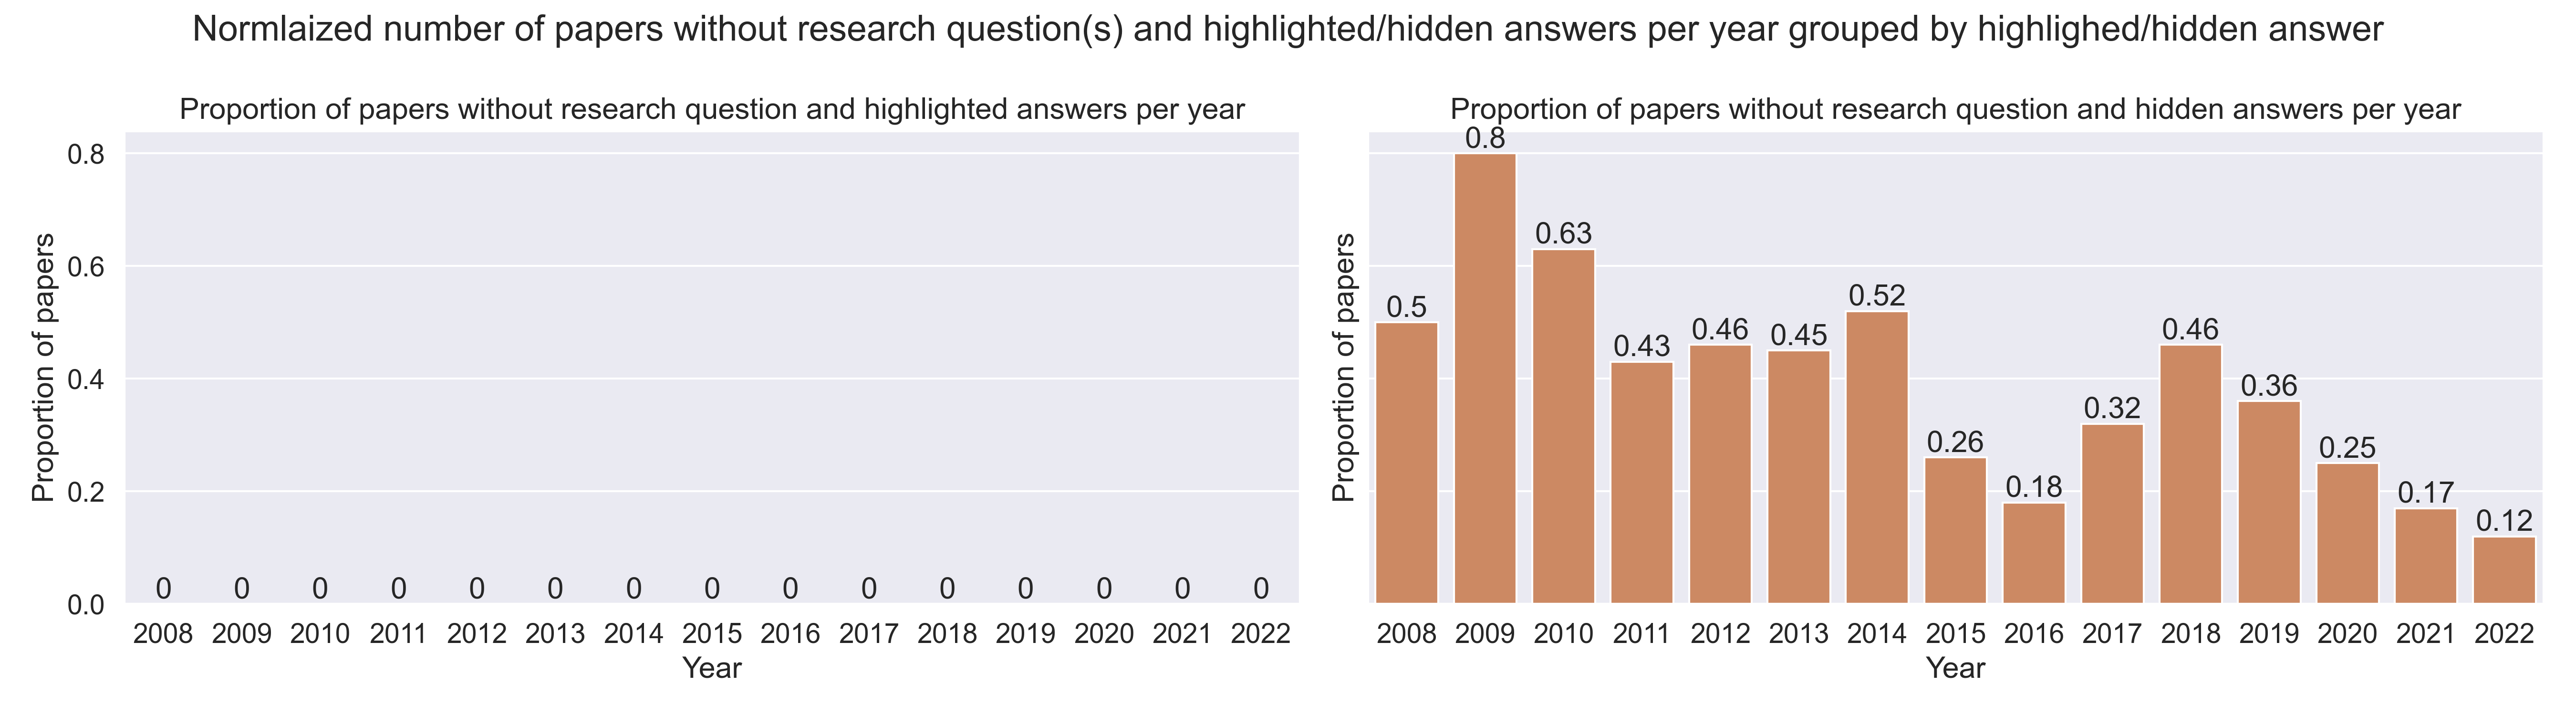 Normlaized number of papers without research question(s) and highlighted/hidden answers per year grouped by highlighed/hidden answer
Proportion of papers without research question and highlighted answers per year
Proportion of papers
0.8
0.6
0.4
0.2
0.0
0 0 0 0 0 0 0 0 0 0 0 0 0 0 0
2008 2009 2010 2011 2012 2013 2014 2015 2016 2017 2018 2019 2020 2021 2022
Year
Proportion of papers without research question and hidden answers per year
Proportion of papers
0.5 0.8 0.63 0.43 0.46 0.45 0.52 0.26 0.18 0.32 0.46 0.36 0.25 0.17 0.12
2008 2009 2010 2011 2012 2013 2014 2015 2016 2017 2018 2019 2020 2021 2022
Year